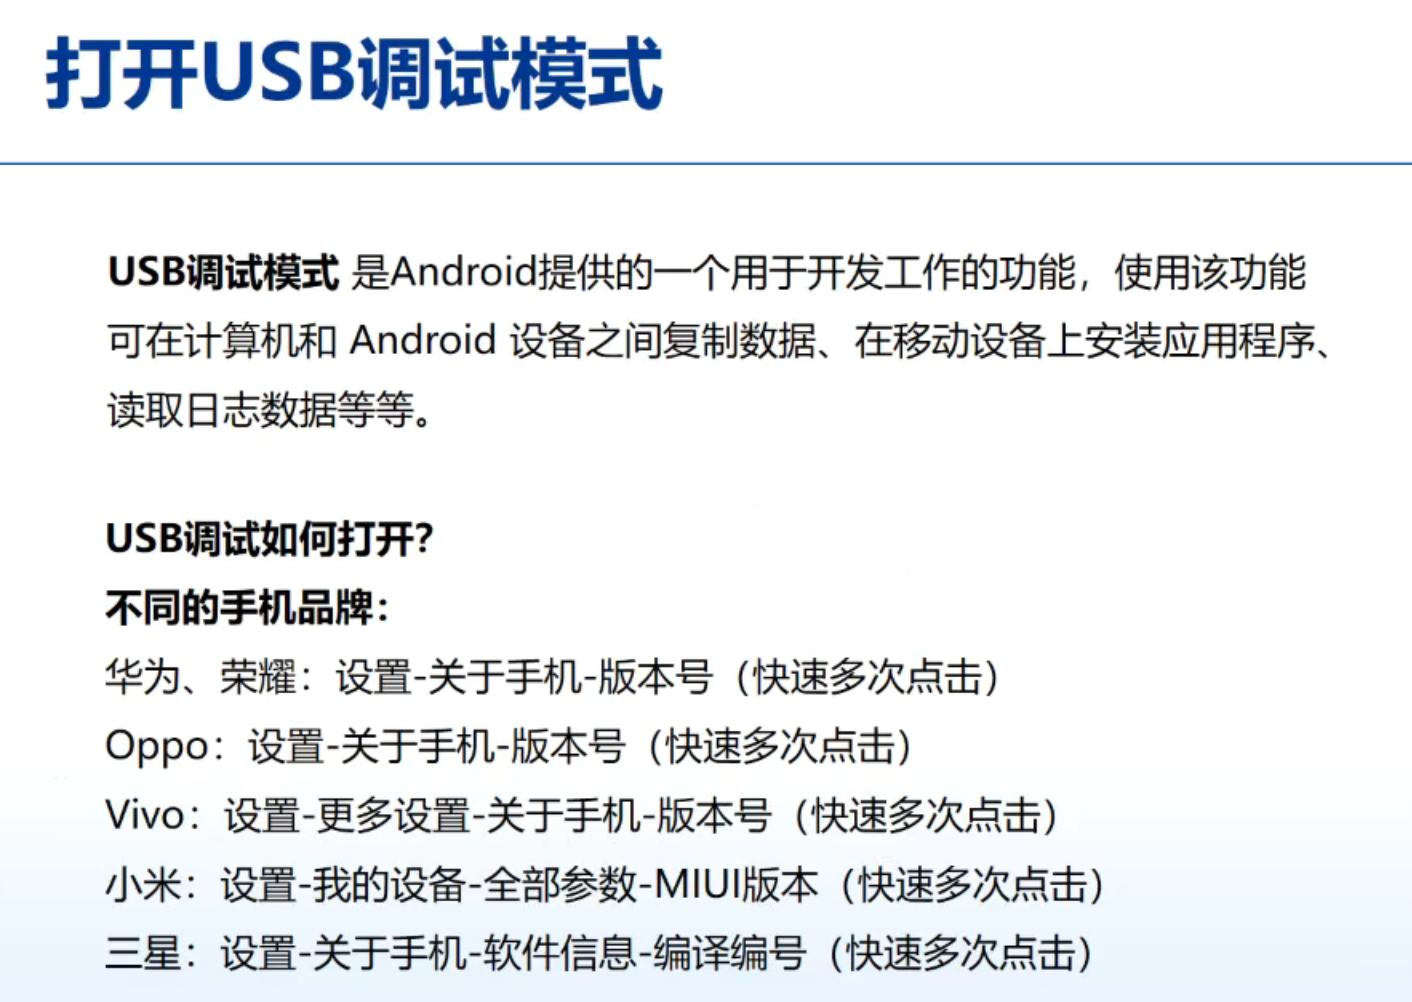 打开USB调试模式
USB调试模式 是Android提供的一个用于开发工作的功能，使用该功能
可在计算机和 Android 设备之间复制数据、在移动设备上安装应用程序、
读取日志数据等等。
USB调试如何打开？
不同的手机品牌：
华为、荣耀：设置-关于手机-版本号（快速多次点击）
Oppo：设置-关于手机-版本号（快速多次点击）
Vivo：设置-更多设置-关于手机-版本号（快速多次点击）
小米：设置-我的设备-全部参数-MIUI版本（快速多次点击）
三星：设置-关于手机-软件信息-编译编号（快速多次点击）